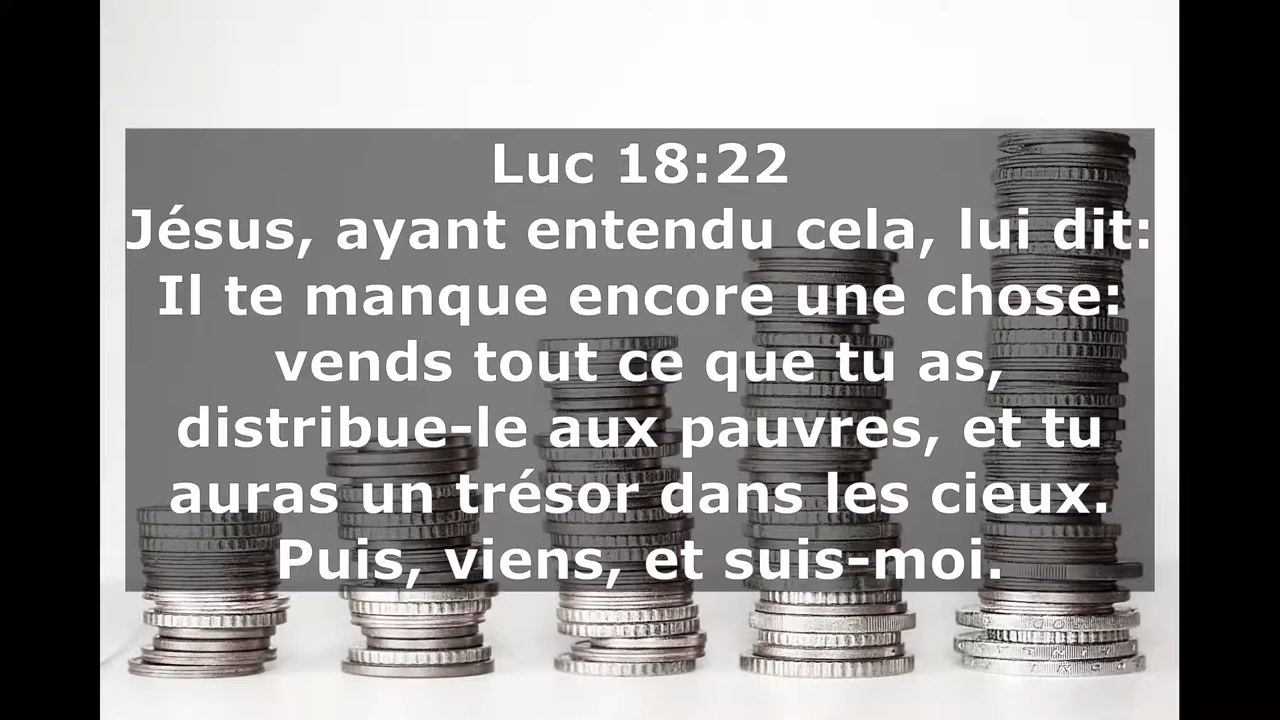 Luc 18:22
Jésus, ayant entendu cela, lui dit:
Il te manque encore une chose:
vends tout ce que tu as,
distribue-le aux pauvres, et tu
auras un trésor dans les cieux.
Puis, viens, et suis-moi.